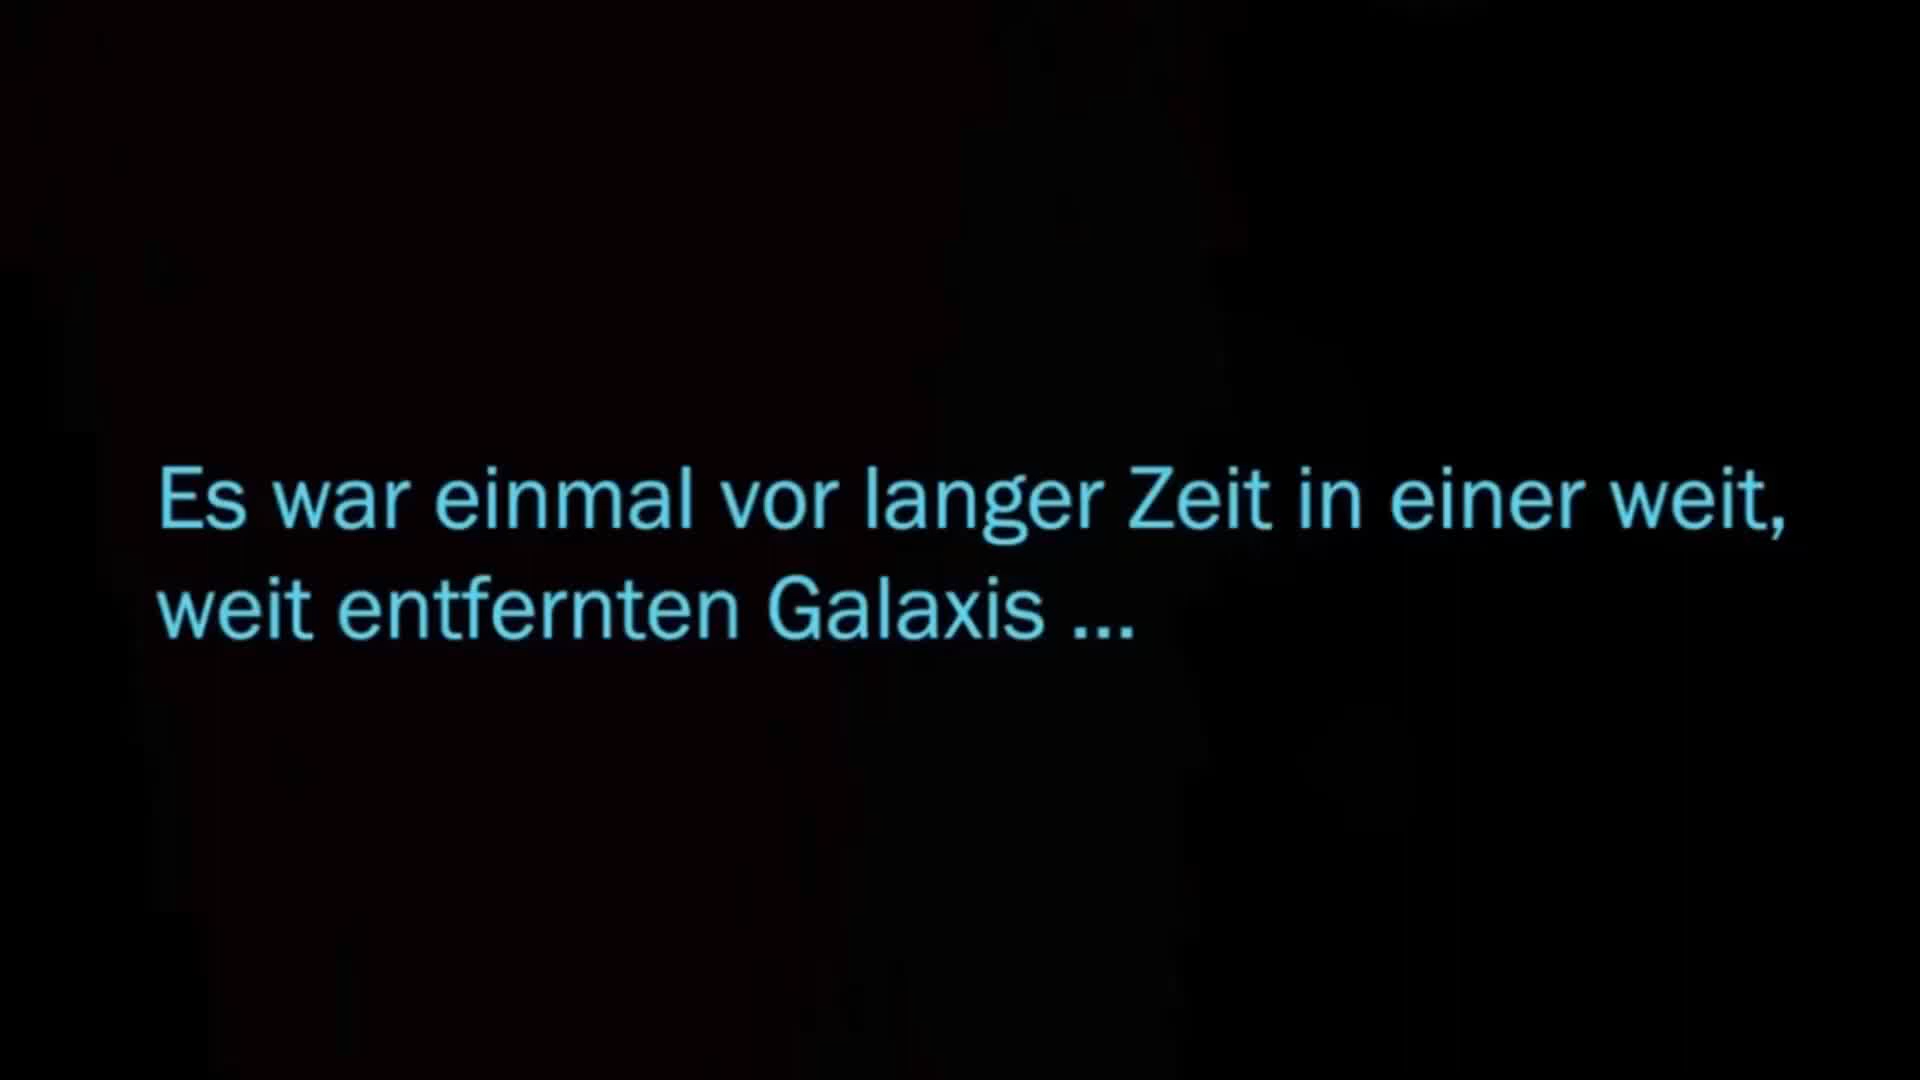 Es war einmal vor langer Zeit in einer weit,
weit entfernten Galaxis ...